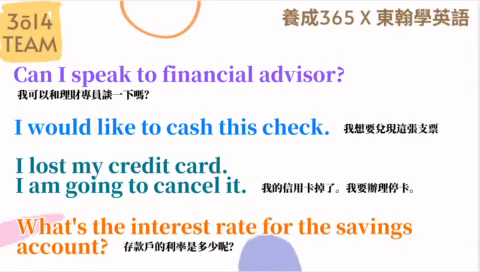 3ō14
TEAM
養成365 X 東翰學英語
Can I speak to financial advisor?
我可以和理財專員談一下嗎?
I would like to cash this check. 我想要兌現這張支票
I lost my credit card.
I am going to cancel it. 我的信用卡掉了。我要辦理停卡。
What's the interest rate for the savings
account? 存款戶的利率是多少呢?